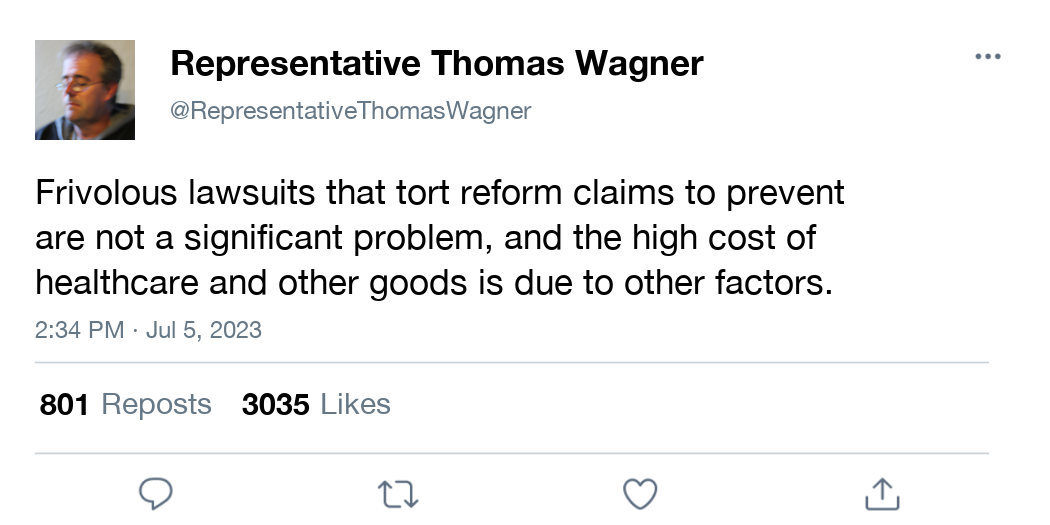 Representative Thomas Wagner
@RepresentativeThomasWagner
Frivolous lawsuits that tort reform claims to prevent
are not a significant problem, and the high cost of
healthcare and other goods is due to other factors.
2:34 PM · Jul 5, 2023
801 Reposts 3035 Likes